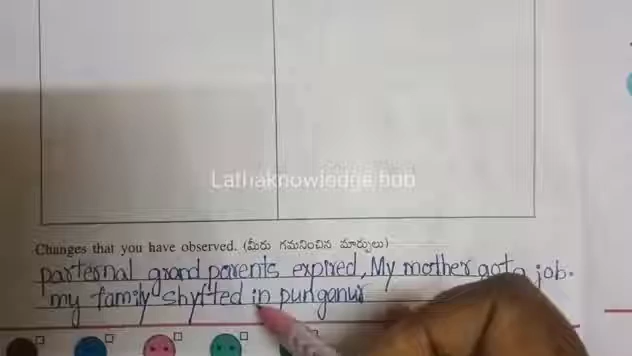 Lathaknowledge hub
Changes that you have observed. (మీరు గమనించిన మార్పులు)
parternal grand parents expired, My mother got a job.
my family shyfted in punganur